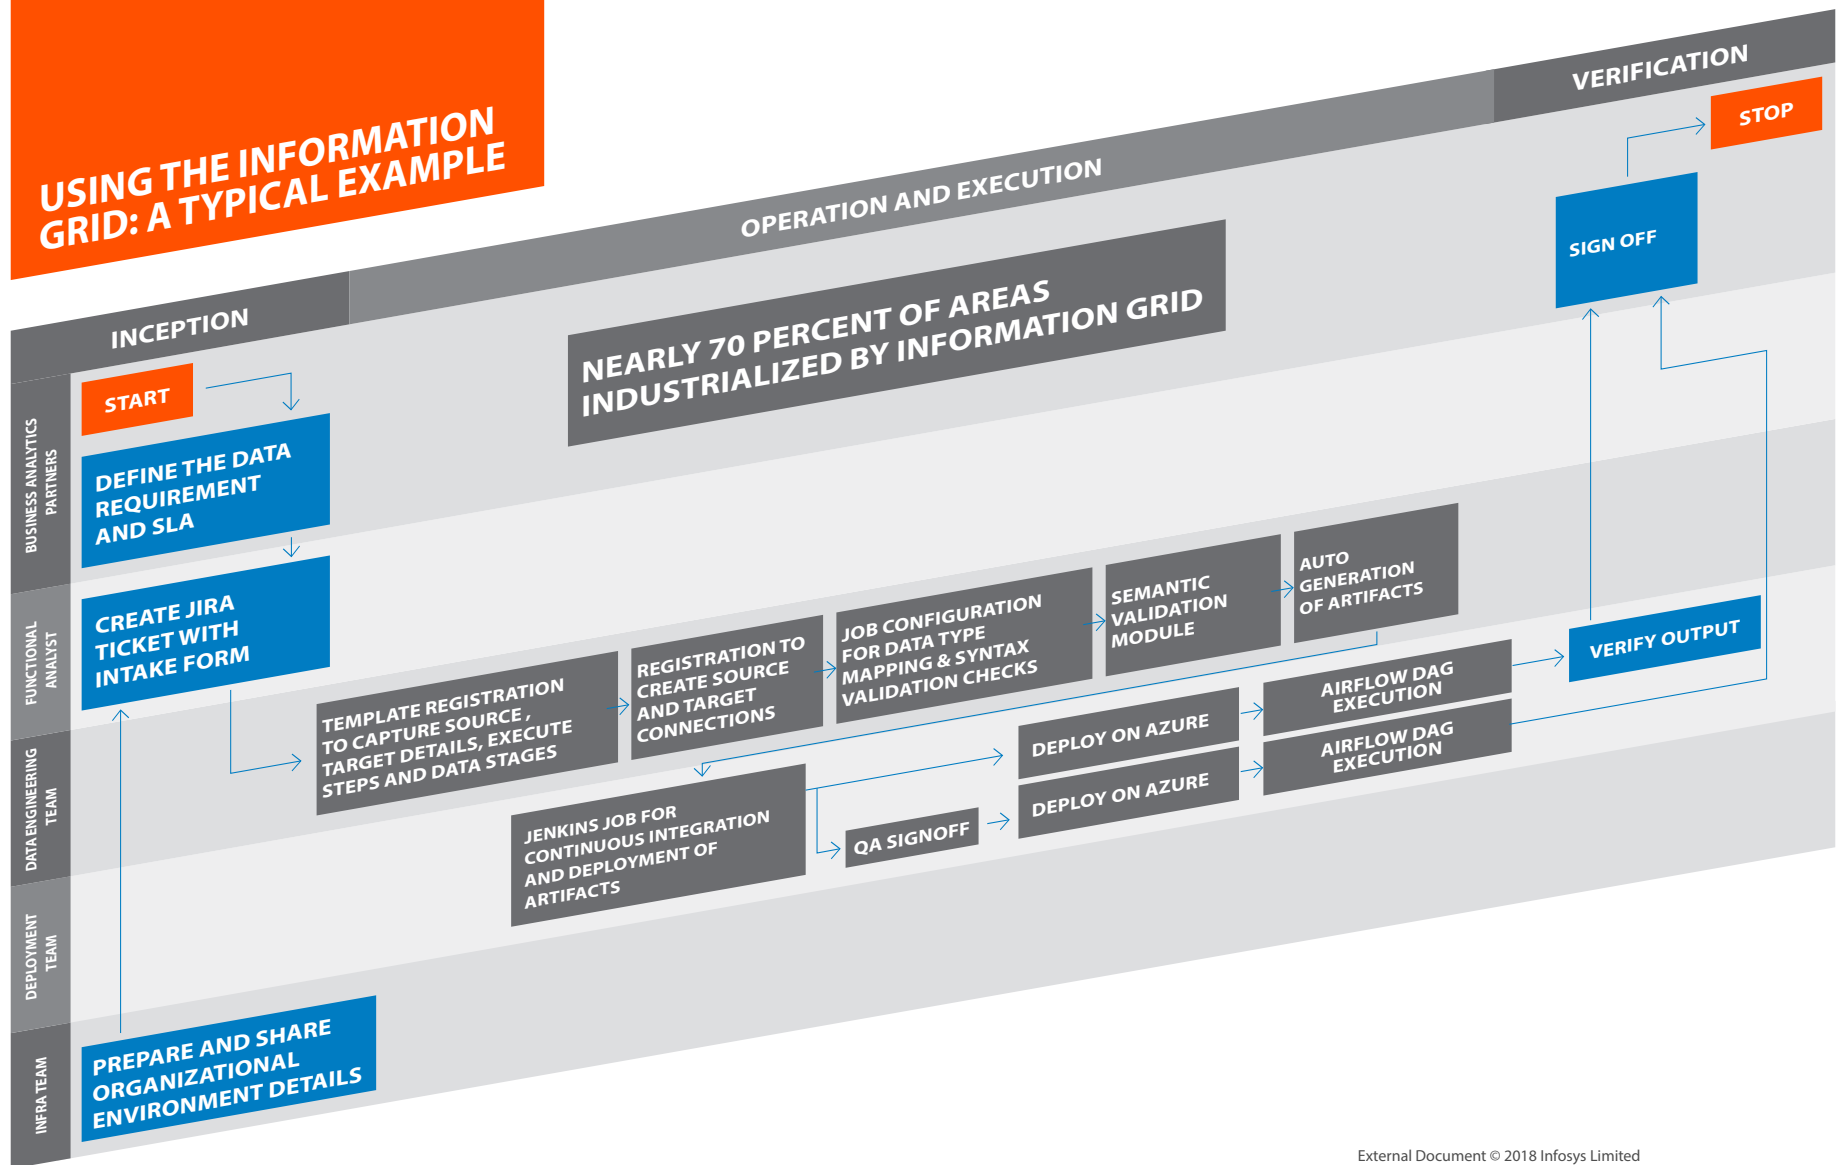 USING THE INFORMATION
GRID: A TYPICAL EXAMPLE
INCEPTION
OPERATION AND EXECUTION
VERIFICATION
BUSINESS ANALYTICS
PARTNERS
FUNCTIONAL
ANALYST
DATA ENGINEERING
TEAM
DEPLOYMENT
TEAM
INFRA TEAM
START
DEFINE THE DATA
REQUIREMENT
AND SLA
CREATE JIRA
TICKET WITH
INTAKE FORM
PREPARE AND SHARE
ORGANIZATIONAL
ENVIRONMENT DETAILS
NEARLY 70 PERCENT OF AREAS
INDUSTRIALIZED BY INFORMATION GRID
TEMPLATE REGISTRATION
TO CAPTURE SOURCE ,
TARGET DETAILS, EXECUTE
STEPS AND DATA STAGES
REGISTRATION TO
CREATE SOURCE
AND TARGET
CONNECTIONS
JOB CONFIGURATION
FOR DATA TYPE
MAPPING & SYNTAX
VALIDATION CHECKS
SEMANTIC
VALIDATION
MODULE
AUTO
GENERATION
OF ARTIFACTS
JENKINS JOB FOR
CONTINUOUS INTEGRATION
AND DEPLOYMENT OF
ARTIFACTS
QA SIGNOFF
DEPLOY ON AZURE
DEPLOY ON AZURE
AIRFLOW DAG
EXECUTION
AIRFLOW DAG
EXECUTION
VERIFY OUTPUT
SIGN OFF
STOP
External Document © 2018 Infosys Limited